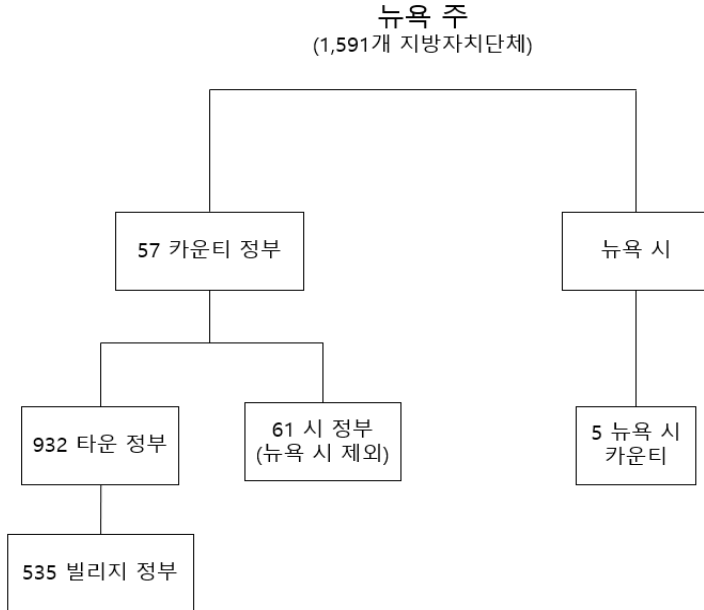 뉴욕 주
(1,591개 지방자치단체)
57 카운티 정부
뉴욕 시
932 타운 정부
61 시 정부
(뉴욕 시 제외)
5 뉴욕 시
카운티
535 빌리지 정부